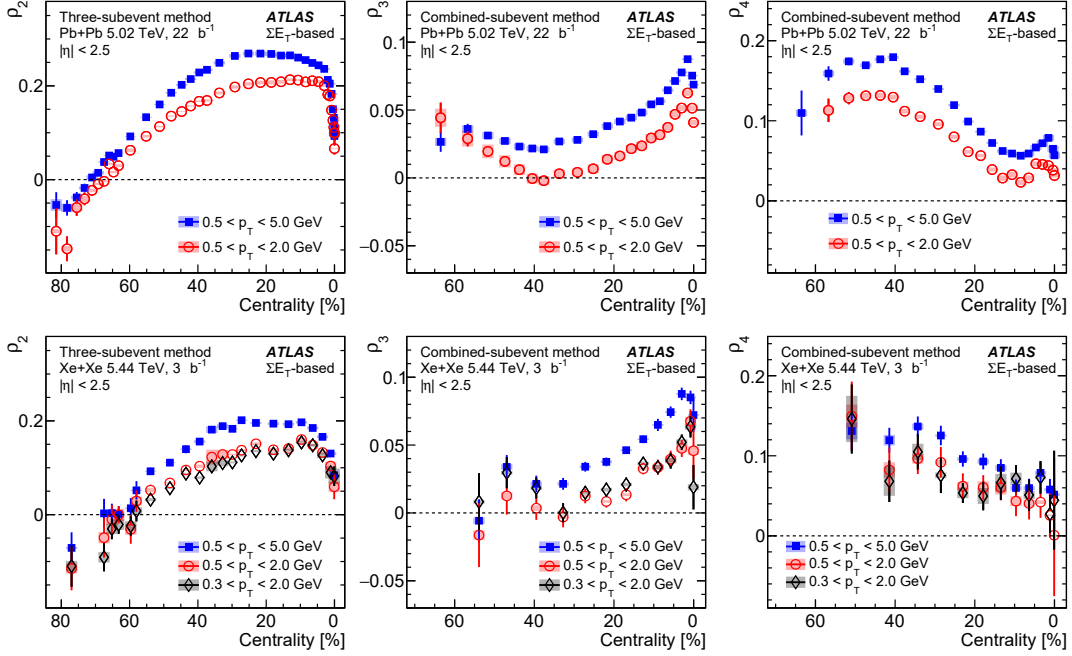 ρ2
Three-subevent method ATLAS
Pb+Pb 5.02 TeV, 22 b-1 ΣET-based
|η| < 2.5
0.2
0
0.5 < pT < 5.0 GeV
0.5 < pT < 2.0 GeV
80 60 40 20 0
Centrality [%]
ρ3
Combined-subevent method ATLAS
Pb+Pb 5.02 TeV, 22 b-1 ΣET-based
|η| < 2.5
0.1
0.05
0
−0.05
0.5 < pT < 5.0 GeV
0.5 < pT < 2.0 GeV
60 40 20 0
Centrality [%]
ρ4
Combined-subevent method ATLAS
Pb+Pb 5.02 TeV, 22 b-1 ΣET-based
|η| < 2.5
0.2
0.1
0
0.5 < pT < 5.0 GeV
0.5 < pT < 2.0 GeV
60 40 20 0
Centrality [%]
ρ2
Three-subevent method ATLAS
Xe+Xe 5.44 TeV, 3 b-1 ΣET-based
|η| < 2.5
0.2
0
0.5 < pT < 5.0 GeV
0.5 < pT < 2.0 GeV
0.3 < pT < 2.0 GeV
80 60 40 20 0
Centrality [%]
ρ3
Combined-subevent method ATLAS
Xe+Xe 5.44 TeV, 3 b-1 ΣET-based
|η| < 2.5
0.1
0.05
0
−0.05
0.5 < pT < 5.0 GeV
0.5 < pT < 2.0 GeV
0.3 < pT < 2.0 GeV
60 40 20 0
Centrality [%]
ρ4
Combined-subevent method ATLAS
Xe+Xe 5.44 TeV, 3 b-1 ΣET-based
|η| < 2.5
0.2
0.1
0
0.5 < pT < 5.0 GeV
0.5 < pT < 2.0 GeV
0.3 < pT < 2.0 GeV
60 40 20 0
Centrality [%]